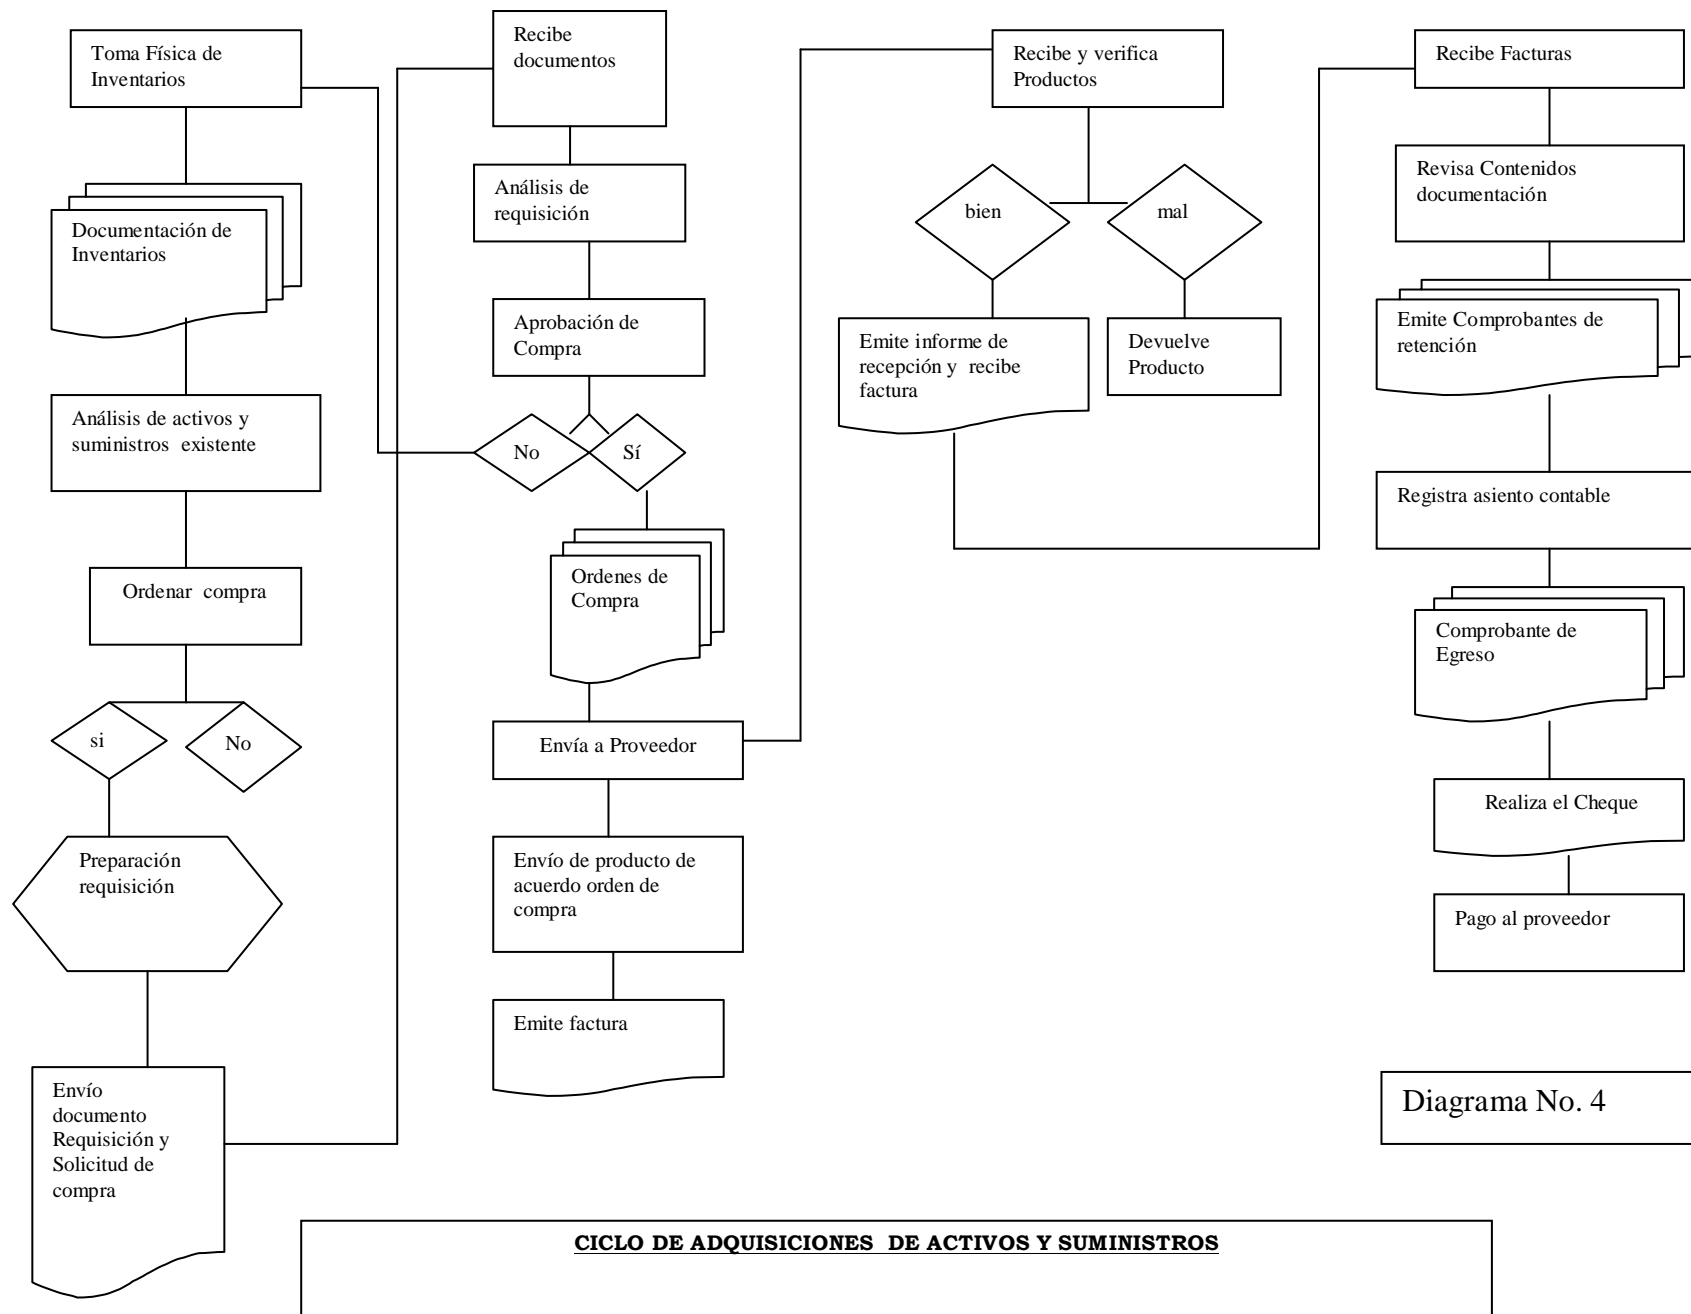 Toma Física de
Inventarios
Documentación de
Inventarios
Análisis de activos y
suministros existente
Ordenar compra
si
No
Preparación
requisición
Envío
documento
Requisición y
Solicitud de
compra
Recibe
documentos
Análisis de
requisición
Aprobación de
Compra
No
Sí
Ordenes de
Compra
Envía a Proveedor
Envío de producto de
acuerdo orden de
compra
Emite factura
Recibe y verifica
Productos
bien
mal
Emite informe de
recepción y recibe
factura
Devuelve
Producto
Recibe Facturas
Revisa Contenidos
documentación
Emite Comprobantes de
retención
Registra asiento contable
Comprobante de
Egreso
Realiza el Cheque
Pago al proveedor
Diagrama No. 4
CICLO DE ADQUISICIONES DE ACTIVOS Y SUMINISTROS